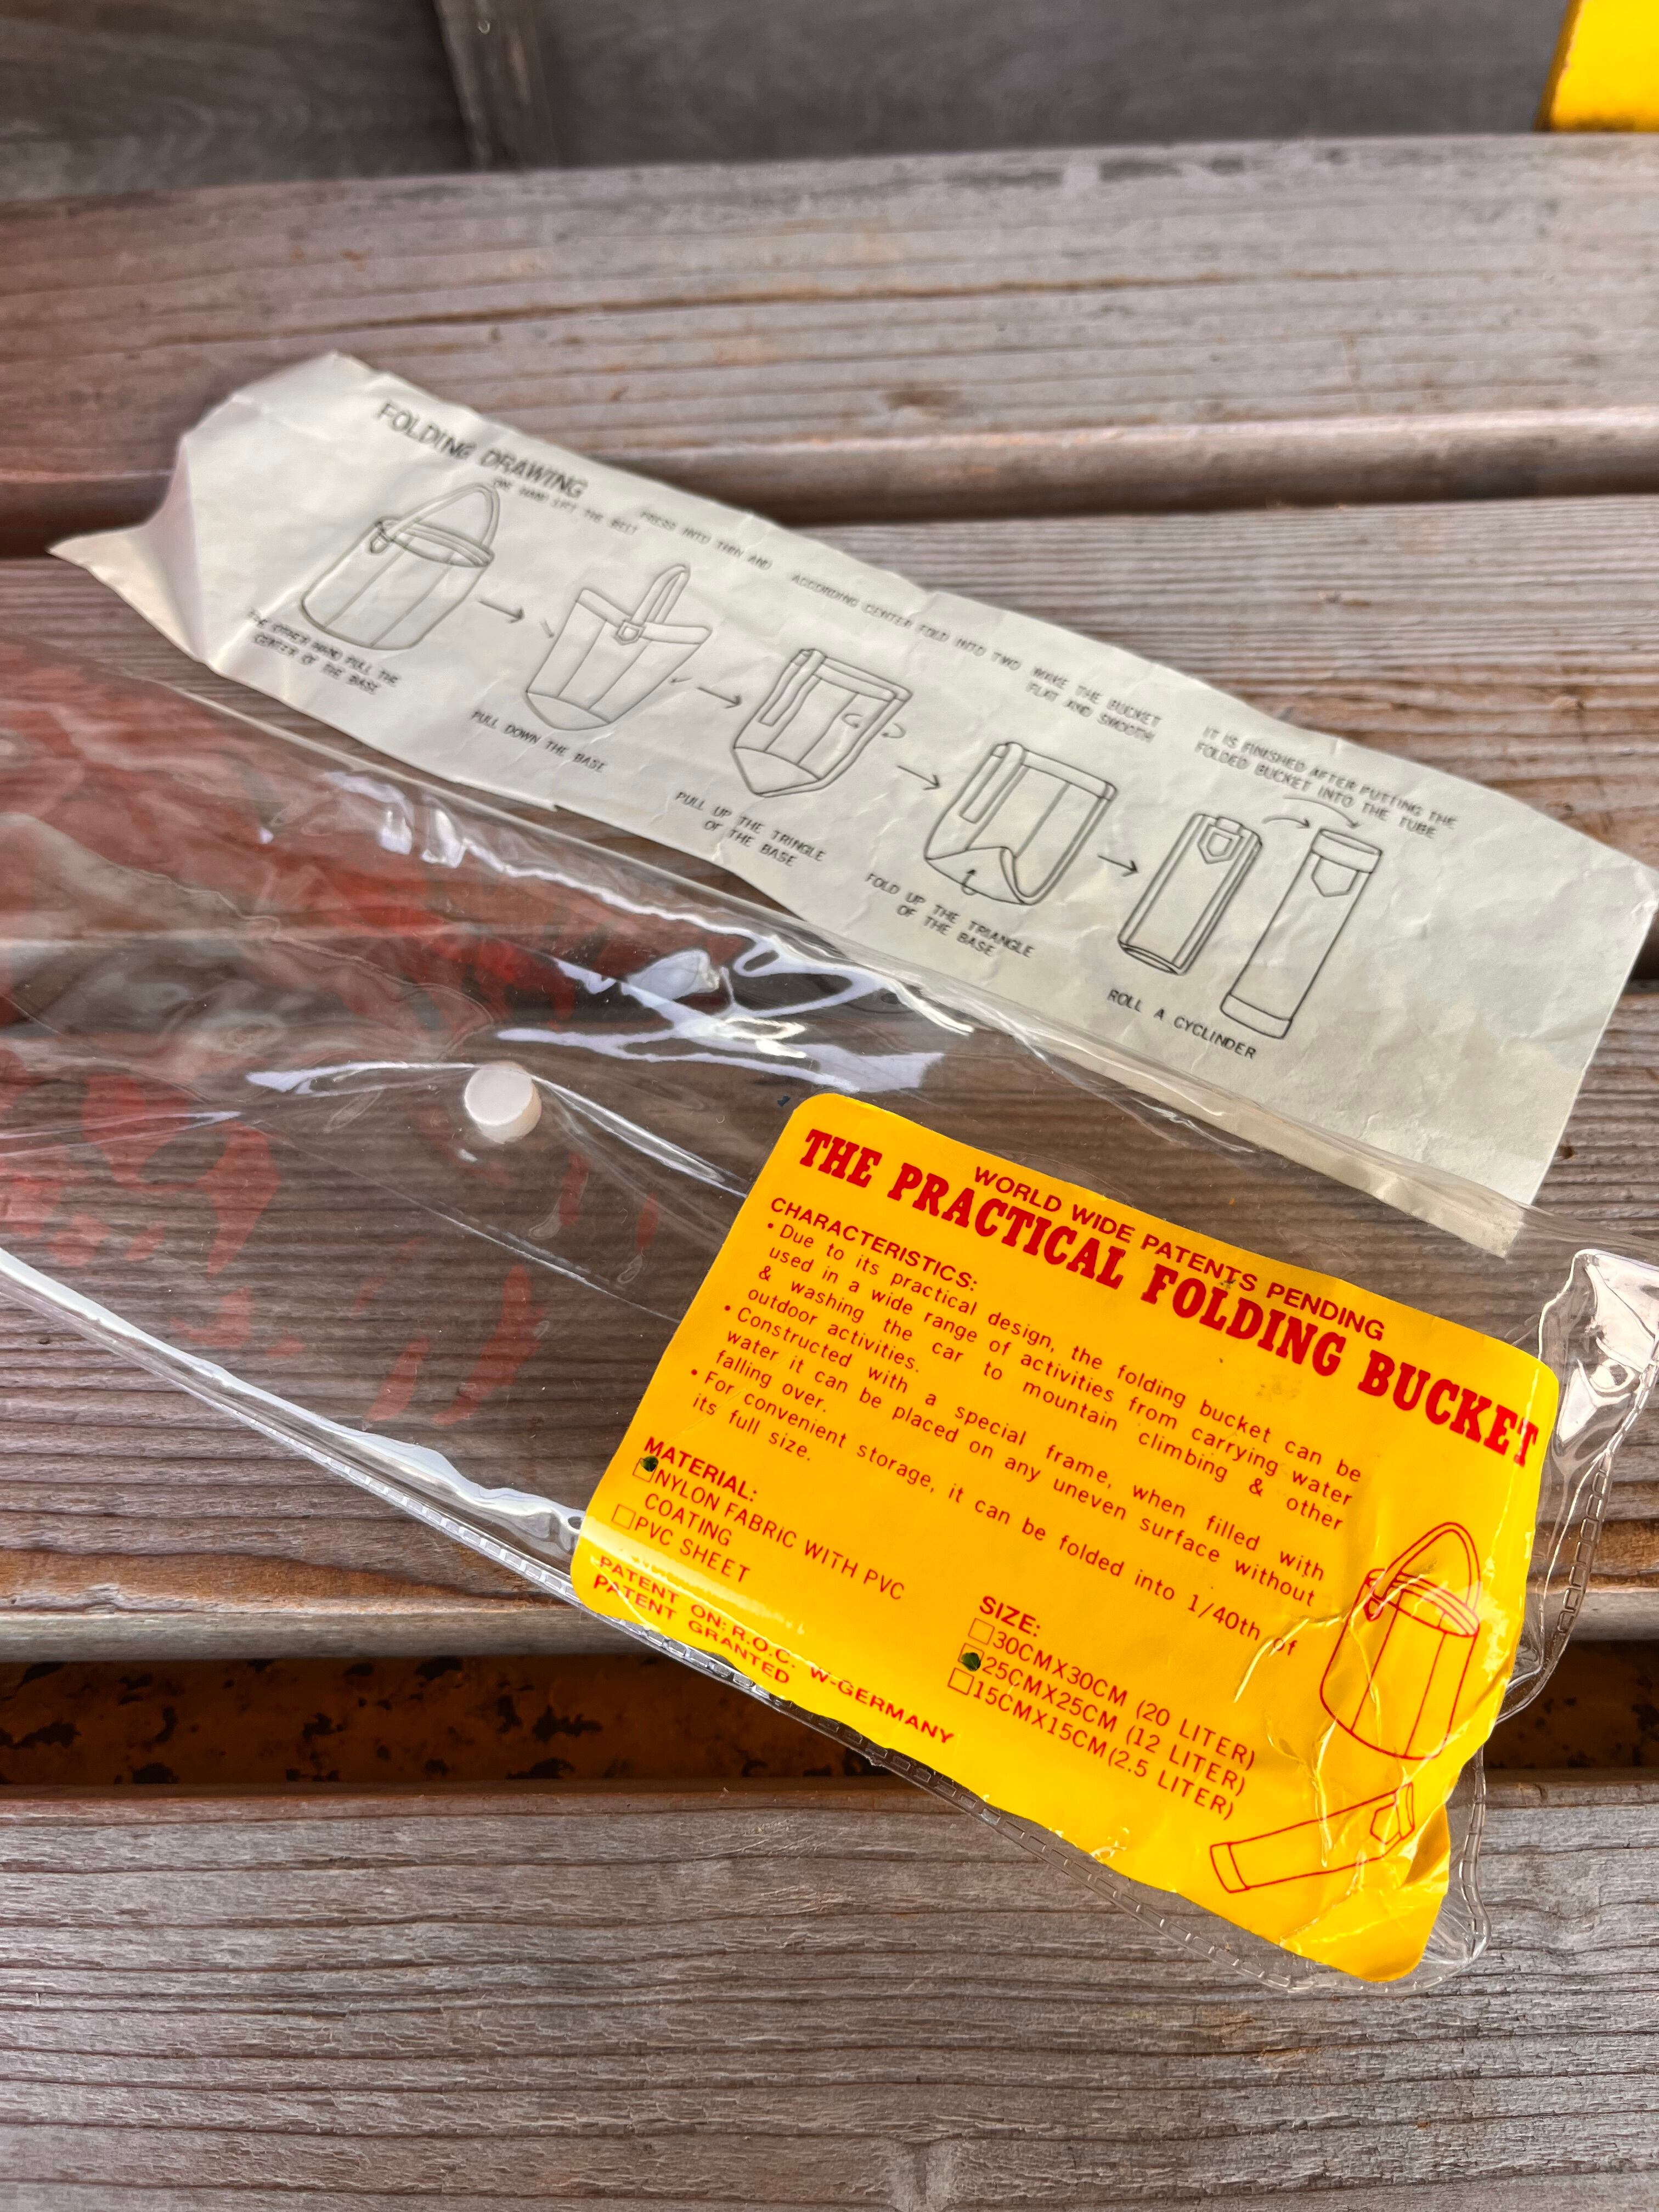 FOLDING DRAWING
ONE HAND LIFT THE BELT
THE OTHER HAND PULL THE
CENTER OF THE BASE
PRESS INTO THIN AND
PULL DOWN THE BASE
ACCORDING CENTER FOLD INTO TWO
PULL UP THE TRINGLE
OF THE BASE
MAKE THE BUCKET
FLAT AND SMOOTH
FOLD UP THE TRIANGLE
OF THE BASE
IT IS FINISHED AFTER PUTTING THE
FOLDED BUCKET INTO THE TUBE
ROLL A CYCLINDER
WORLD WIDE PATENTS PENDING
THE PRACTICAL FOLDING BUCKET
CHARACTERISTICS:
• Due to its practical design, the folding bucket can be
used in a wide range of activities from carrying water
& washing the car to mountain climbing & other
outdoor activities.
• Constructed with a special frame, when filled with
water it can be placed on any uneven surface without
falling over.
• For convenient storage, it can be folded into 1/40th of
its full size.
MATERIAL:
NYLON FABRIC WITH PVC
COATING
PVC SHEET
SIZE:
30CMX30CM (20 LITER)
25CMX25CM (12 LITER)
15CMX15CM(2.5 LITER)
PATENT ON: R.O.C. W-GERMANY
PATENT GRANTED